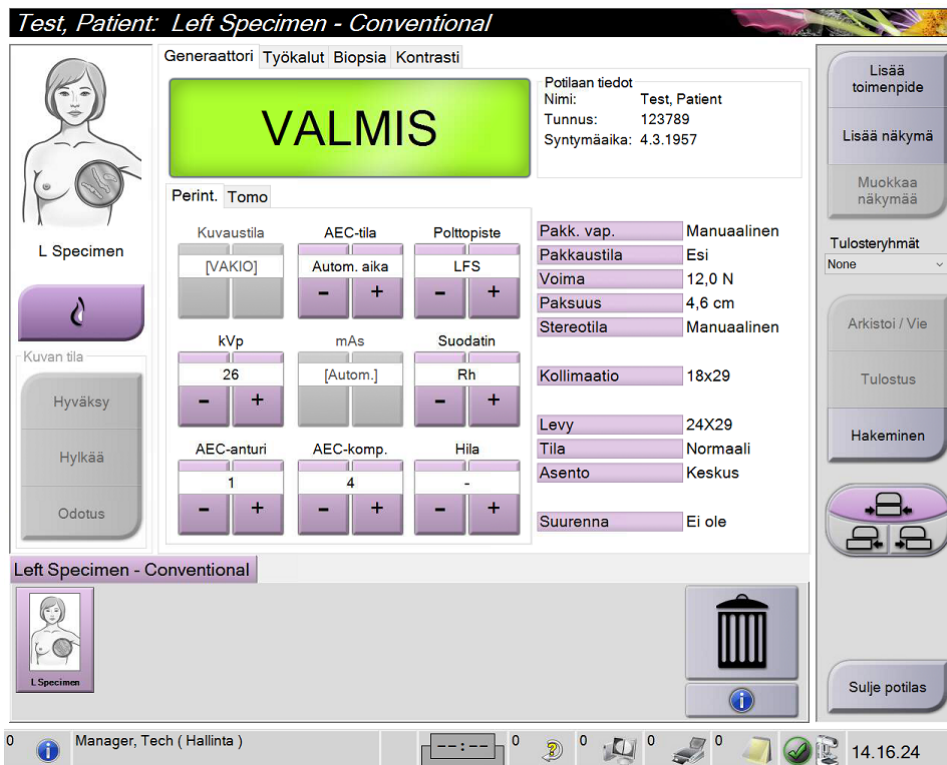 Test, Patient: Left Specimen - Conventional
Generaattori Työkalut Biopsia Kontrasti
VALMIS
Potilaan tiedot
Nimi: Test, Patient
Tunnus: 123789
Syntymäaika: 4.3.1957
L Specimen
Kuvan tila
Hyväksy
Hylkää
Odotus
Perint. Tomo
Kuvaustila AEC-tila Polttopiste
[VAKIO] Autom. aika LFS
- + - +
kVp mAs Suodatin
26 [Autom.] Rh
- + - +
AEC-anturi AEC-komp. Hila
1 4 -
- + - + - +
Pakk. vap. Manuaalinen
Pakkaustila Esi
Voima 12,0 N
Paksuus 4,6 cm
Stereotila Manuaalinen
Kollimaatio 18x29
Levy 24X29
Tila Normaali
Asento Keskus
Suurenna Ei ole
Lisää
toimenpide
Lisää näkymä
Muokkaa
näkymää
Tulosteryhmät
None
Arkistoi / Vie
Tulostus
Hakeminen
Sulje potilas
Left Specimen - Conventional
L Specimen
0 Manager, Tech ( Hallinta ) --:-- 0 0 0 0 14.16.24